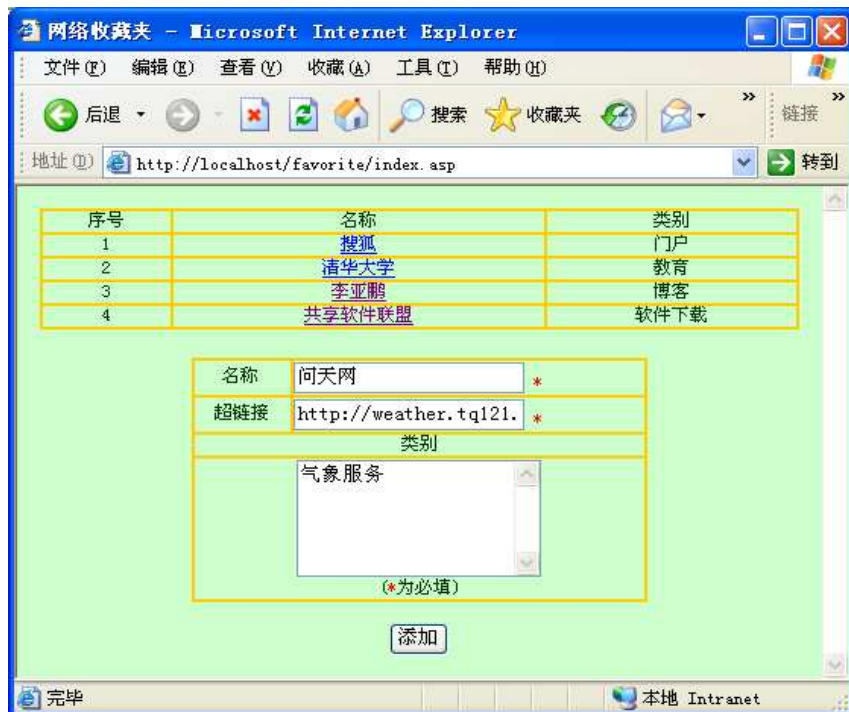 网络收藏夹 - Microsoft Internet Explorer
文件(F) 编辑(E) 查看(V) 收藏(A) 工具(T) 帮助(H)
后退 搜索 收藏夹 » 链接 »
地址(D) http://localhost/favorite/index.asp 转到
序号 名称 类别
1 搜狐 门户
2 清华大学 教育
3 李亚鹏 博客
4 共享软件联盟 软件下载
名称 问天网 *
超链接 http://weather.tq121. *
类别
气象服务
(*为必填)
添加
完毕 本地 Intranet